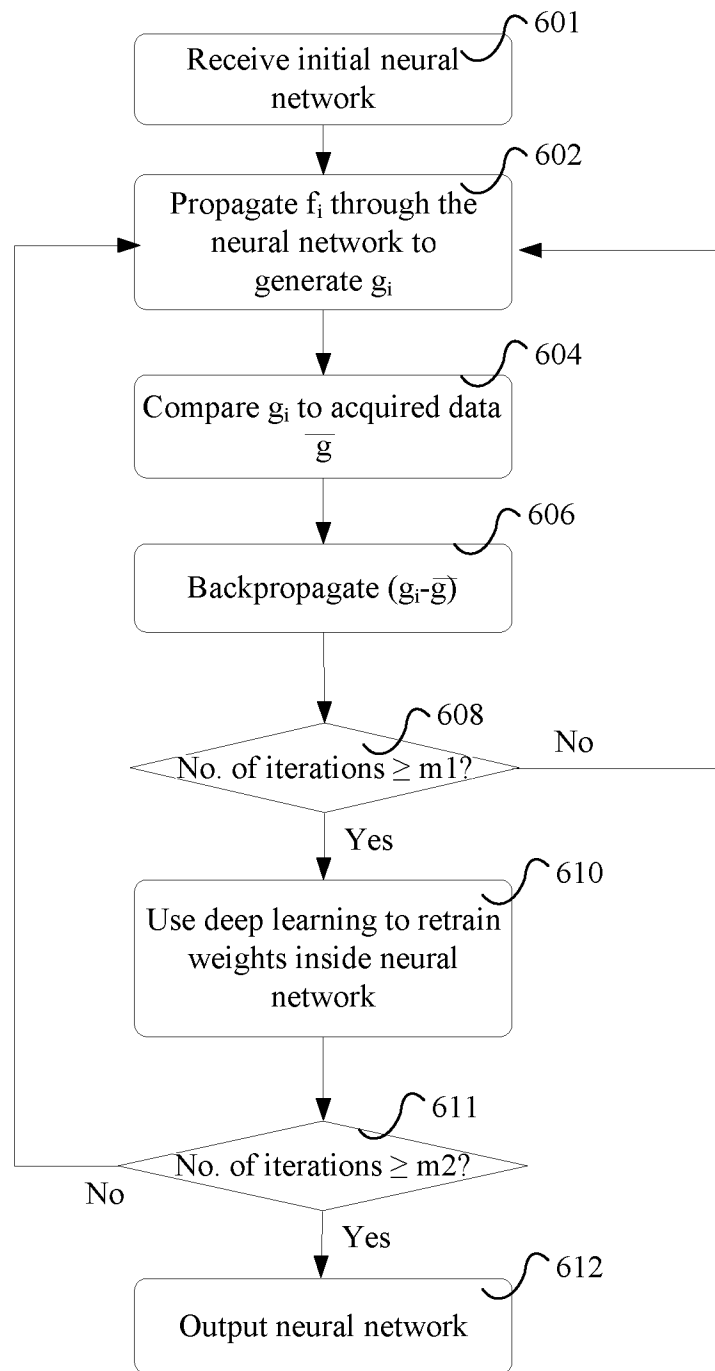 601
Receive initial neural
network
602
Propagate fi through the
neural network to
generate gi
604
Compare gi to acquired data
g̅
606
Backpropagate (gi-g̅)
608
No. of iterations ≥ m1?
No
Yes
610
Use deep learning to retrain
weights inside neural
network
611
No. of iterations ≥ m2?
No
Yes
612
Output neural network